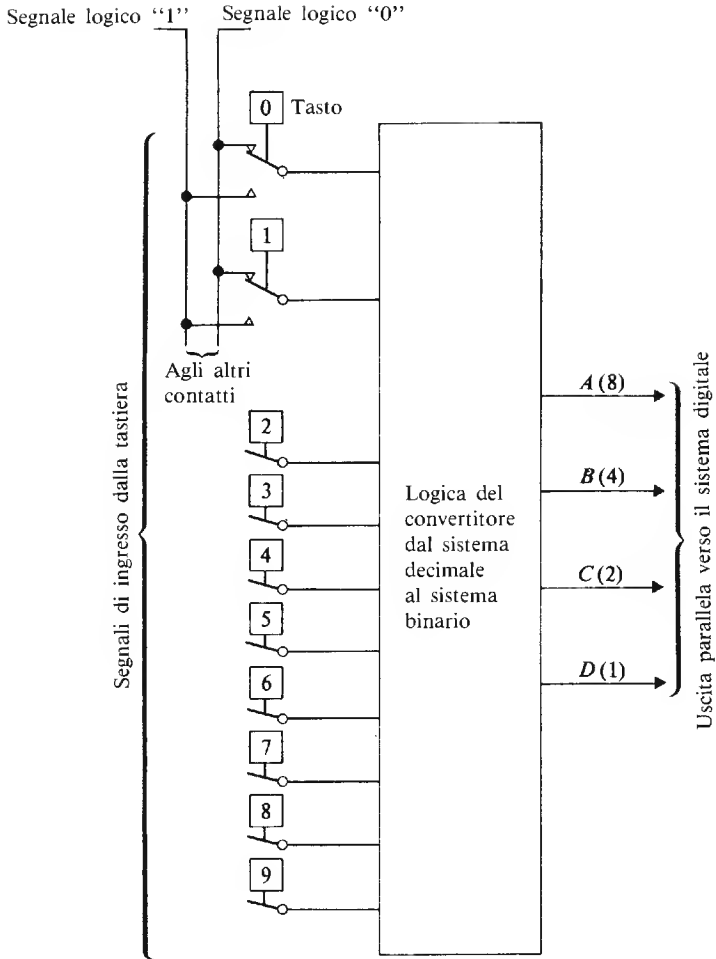 Segnale logico “1”
Segnale logico “0”
0 Tasto
1
Agli altri
contatti
2
3
4
5
6
7
8
9
Segnali di ingresso dalla tastiera
Logica del
convertitore
dal sistema
decimale
al sistema
binario
A (8)
B (4)
C (2)
D (1)
Uscita parallela verso il sistema digitale